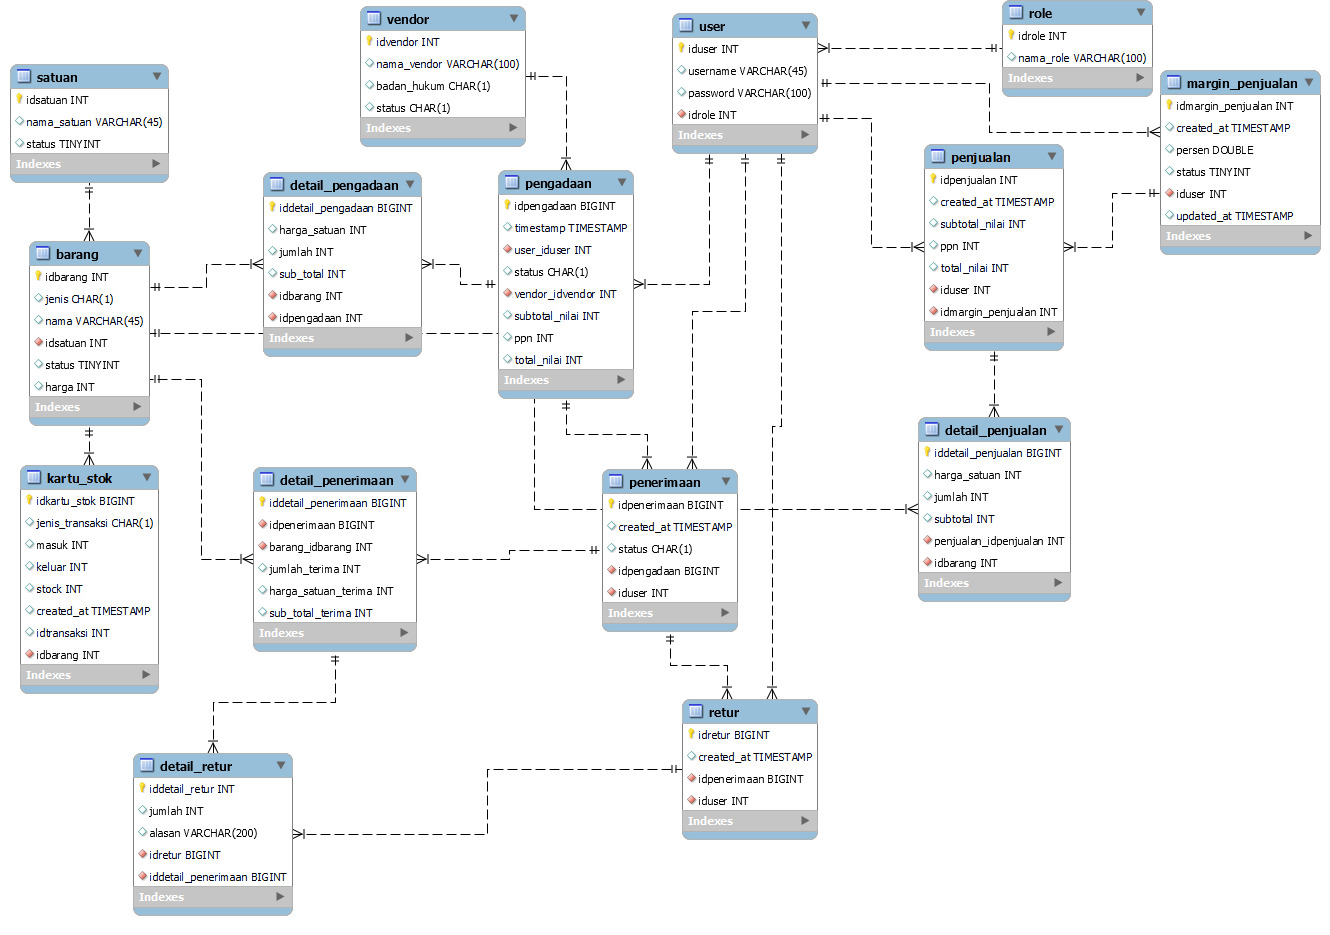 satuan
idsatuan INT
nama_satuan VARCHAR(45)
status TINYINT
Indexes
vendor
idvendor INT
nama_vendor VARCHAR(100)
badan_hukum CHAR(1)
status CHAR(1)
Indexes
user
iduser INT
username VARCHAR(45)
password VARCHAR(100)
idrole INT
Indexes
role
idrole INT
nama_role VARCHAR(100)
Indexes
margin_penjualan
idmargin_penjualan INT
created_at TIMESTAMP
persen DOUBLE
status TINYINT
iduser INT
updated_at TIMESTAMP
Indexes
barang
idbarang INT
jenis CHAR(1)
nama VARCHAR(45)
idsatuan INT
status TINYINT
harga INT
Indexes
detail_pengadaan
iddetail_pengadaan BIGINT
harga_satuan INT
jumlah INT
sub_total INT
idbarang INT
idpengadaan INT
Indexes
pengadaan
idpengadaan BIGINT
timestamp TIMESTAMP
user_iduser INT
status CHAR(1)
vendor_idvendor INT
subtotal_nilai INT
ppn INT
total_nilai INT
Indexes
penjualan
idpenjualan INT
created_at TIMESTAMP
subtotal_nilai INT
ppn INT
total_nilai INT
iduser INT
idmargin_penjualan INT
Indexes
kartu_stok
idkartu_stok BIGINT
jenis_transaksi CHAR(1)
masuk INT
keluar INT
stock INT
created_at TIMESTAMP
idtransaksi INT
idbarang INT
Indexes
detail_penerimaan
iddetail_penerimaan BIGINT
idpenerimaan BIGINT
barang_idbarang INT
jumlah_terima INT
harga_satuan_terima INT
sub_total_terima INT
Indexes
penerimaan
idpenerimaan BIGINT
created_at TIMESTAMP
status CHAR(1)
idpengadaan BIGINT
iduser INT
Indexes
detail_penjualan
iddetail_penjualan BIGINT
harga_satuan INT
jumlah INT
subtotal INT
penjualan_idpenjualan INT
idbarang INT
Indexes
detail_retur
iddetail_retur INT
jumlah INT
alasan VARCHAR(200)
idretur BIGINT
iddetail_penerimaan BIGINT
Indexes
retur
idretur BIGINT
created_at TIMESTAMP
idpenerimaan BIGINT
iduser INT
Indexes